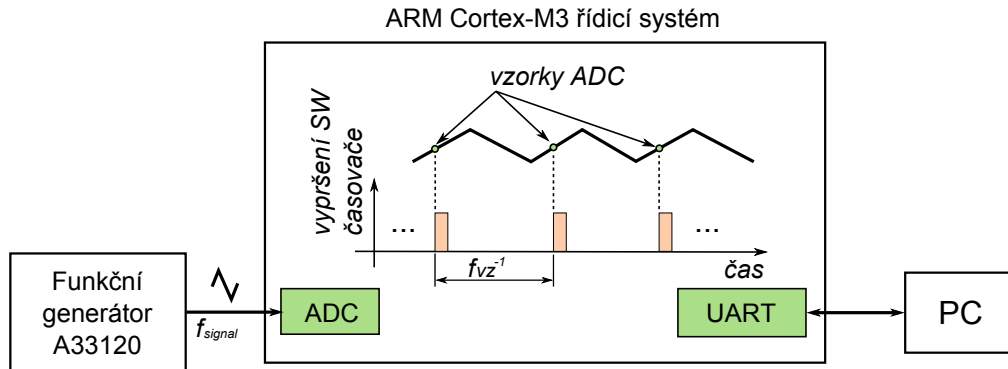 ARM Cortex-M3 řídicí systém
vzorky ADC
vypršení SW
časovače
...
...
čas
fvz⁻¹
Funkční
generátor
A33120
fsignal
ADC
UART
PC